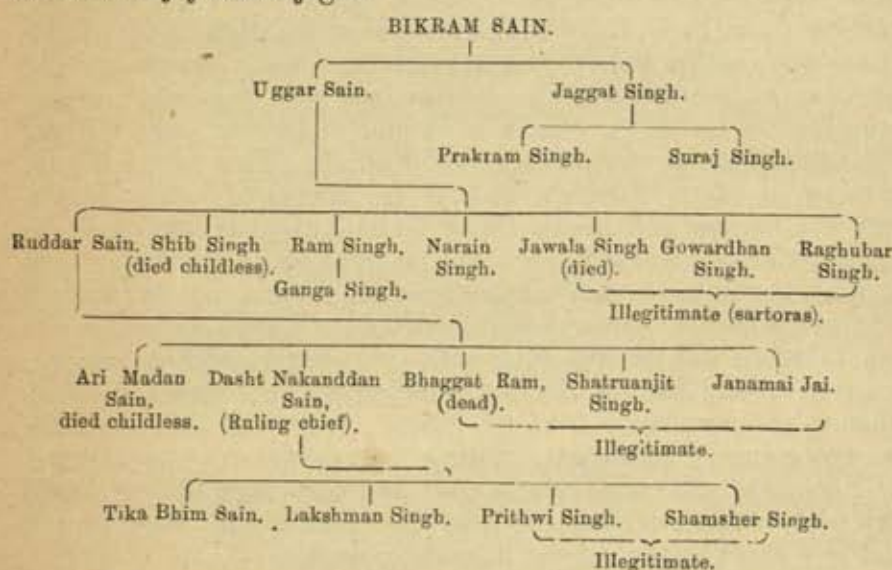 BIKRAM SAIN.
Uggar Sain. Jaggat Singh.
Prakram Singh. Suraj Singh.
Ruddar Sain. Shib Singh Ram Singh. Narain Jawala Singh Gowardhan Raghubar
(died childless). Singh. (died). Singh. Singh.
Ganga Singh.
Illegitimate (sartoras).
Ari Madan Dasht Nakanddan Bhaggat Ram, Shatruanjit Janamai Jai.
Sain, Sain, (dead). Singh.
died childless. (Ruling chief).
Illegitimate.
Tika Bhim Sain. Lakshman Singh. Prithwi Singh. Shamsher Singh.
Illegitimate.